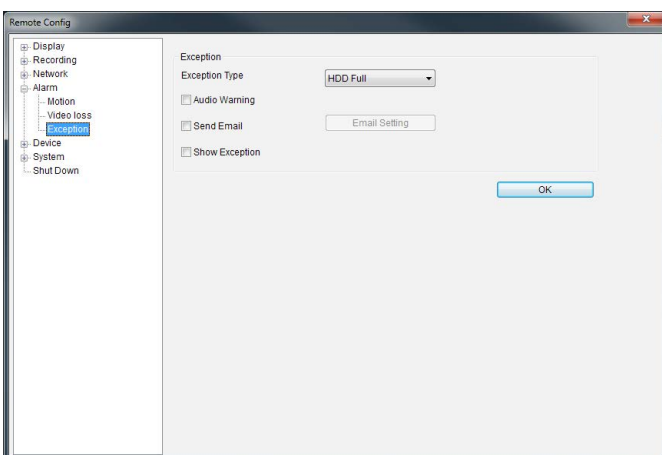 Remote Config
Display
Recording
Network
Alarm
Motion
Video loss
Exception
Device
System
Shut Down
Exception
Exception Type
HDD Full
Audio Warning
Send Email
Email Setting
Show Exception
OK